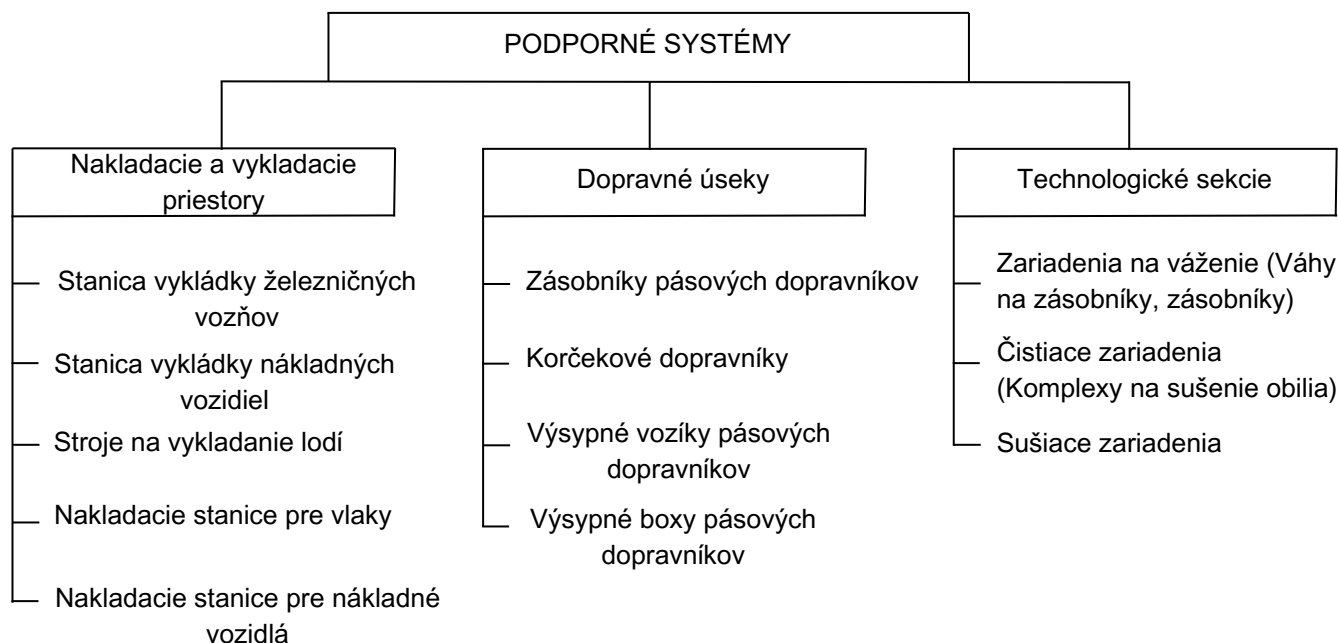 PODPORNÉ SYSTÉMY
Nakladacie a vykladacie
priestory
Stanica vykládky železničných
vozňov
Stanica vykládky nákladných
vozidiel
Stroje na vykladanie lodí
Nakladacie stanice pre vlaky
Nakladacie stanice pre nákladné
vozidlá
Dopravné úseky
Zásobníky pásových dopravníkov
Korčekové dopravníky
Výsypné vozíky pásových
dopravníkov
Výsypné boxy pásových
dopravníkov
Technologické sekcie
Zariadenia na váženie (Váhy
na zásobníky, zásobníky)
Čistiace zariadenia
(Komplexy na sušenie obilia)
Sušiace zariadenia